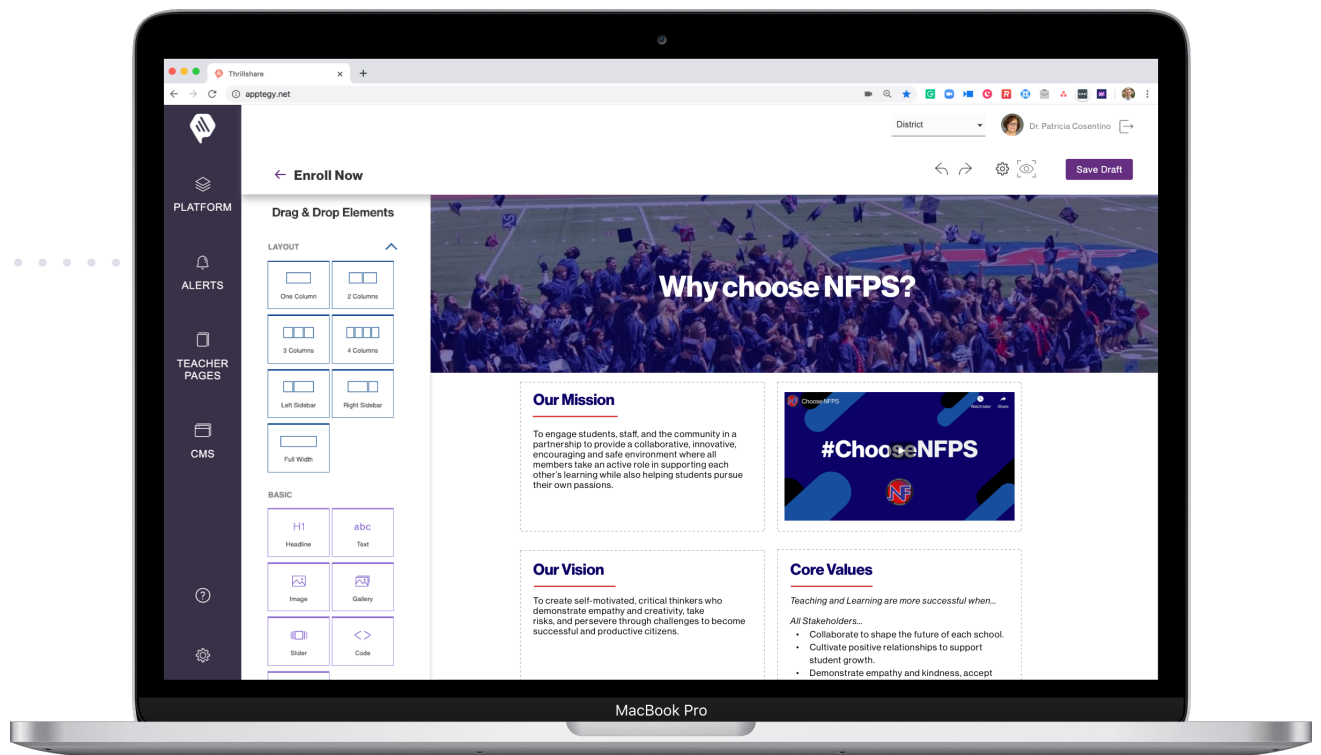 Thrillshare
apptegy.net
District
Dr. Patricia Cosentino
Enroll Now
Save Draft
PLATFORM
ALERTS
TEACHER
PAGES
CMS
Drag & Drop Elements
LAYOUT
One Column
2 Columns
3 Columns
4 Columns
Left Sidebar
Right Sidebar
Full Width
BASIC
H1
Headline
abc
Text
Image
Gallery
Slider
Code
Why choose NFPS?
Our Mission
To engage students, staff, and the community in a
partnership to provide a collaborative, innovative,
encouraging and safe environment where all
members take an active role in supporting each
other's learning while also helping students pursue
their own passions.
Choose NFPS
Watch later
Share
#ChooseNFPS
NF
Our Vision
To create self-motivated, critical thinkers who
demonstrate empathy and creativity, take
risks, and persevere through challenges to become
successful and productive citizens.
Core Values
Teaching and Learning are more successful when...
All Stakeholders...
• Collaborate to shape the future of each school.
• Cultivate positive relationships to support
student growth.
• Demonstrate empathy and kindness, accept
MacBook Pro